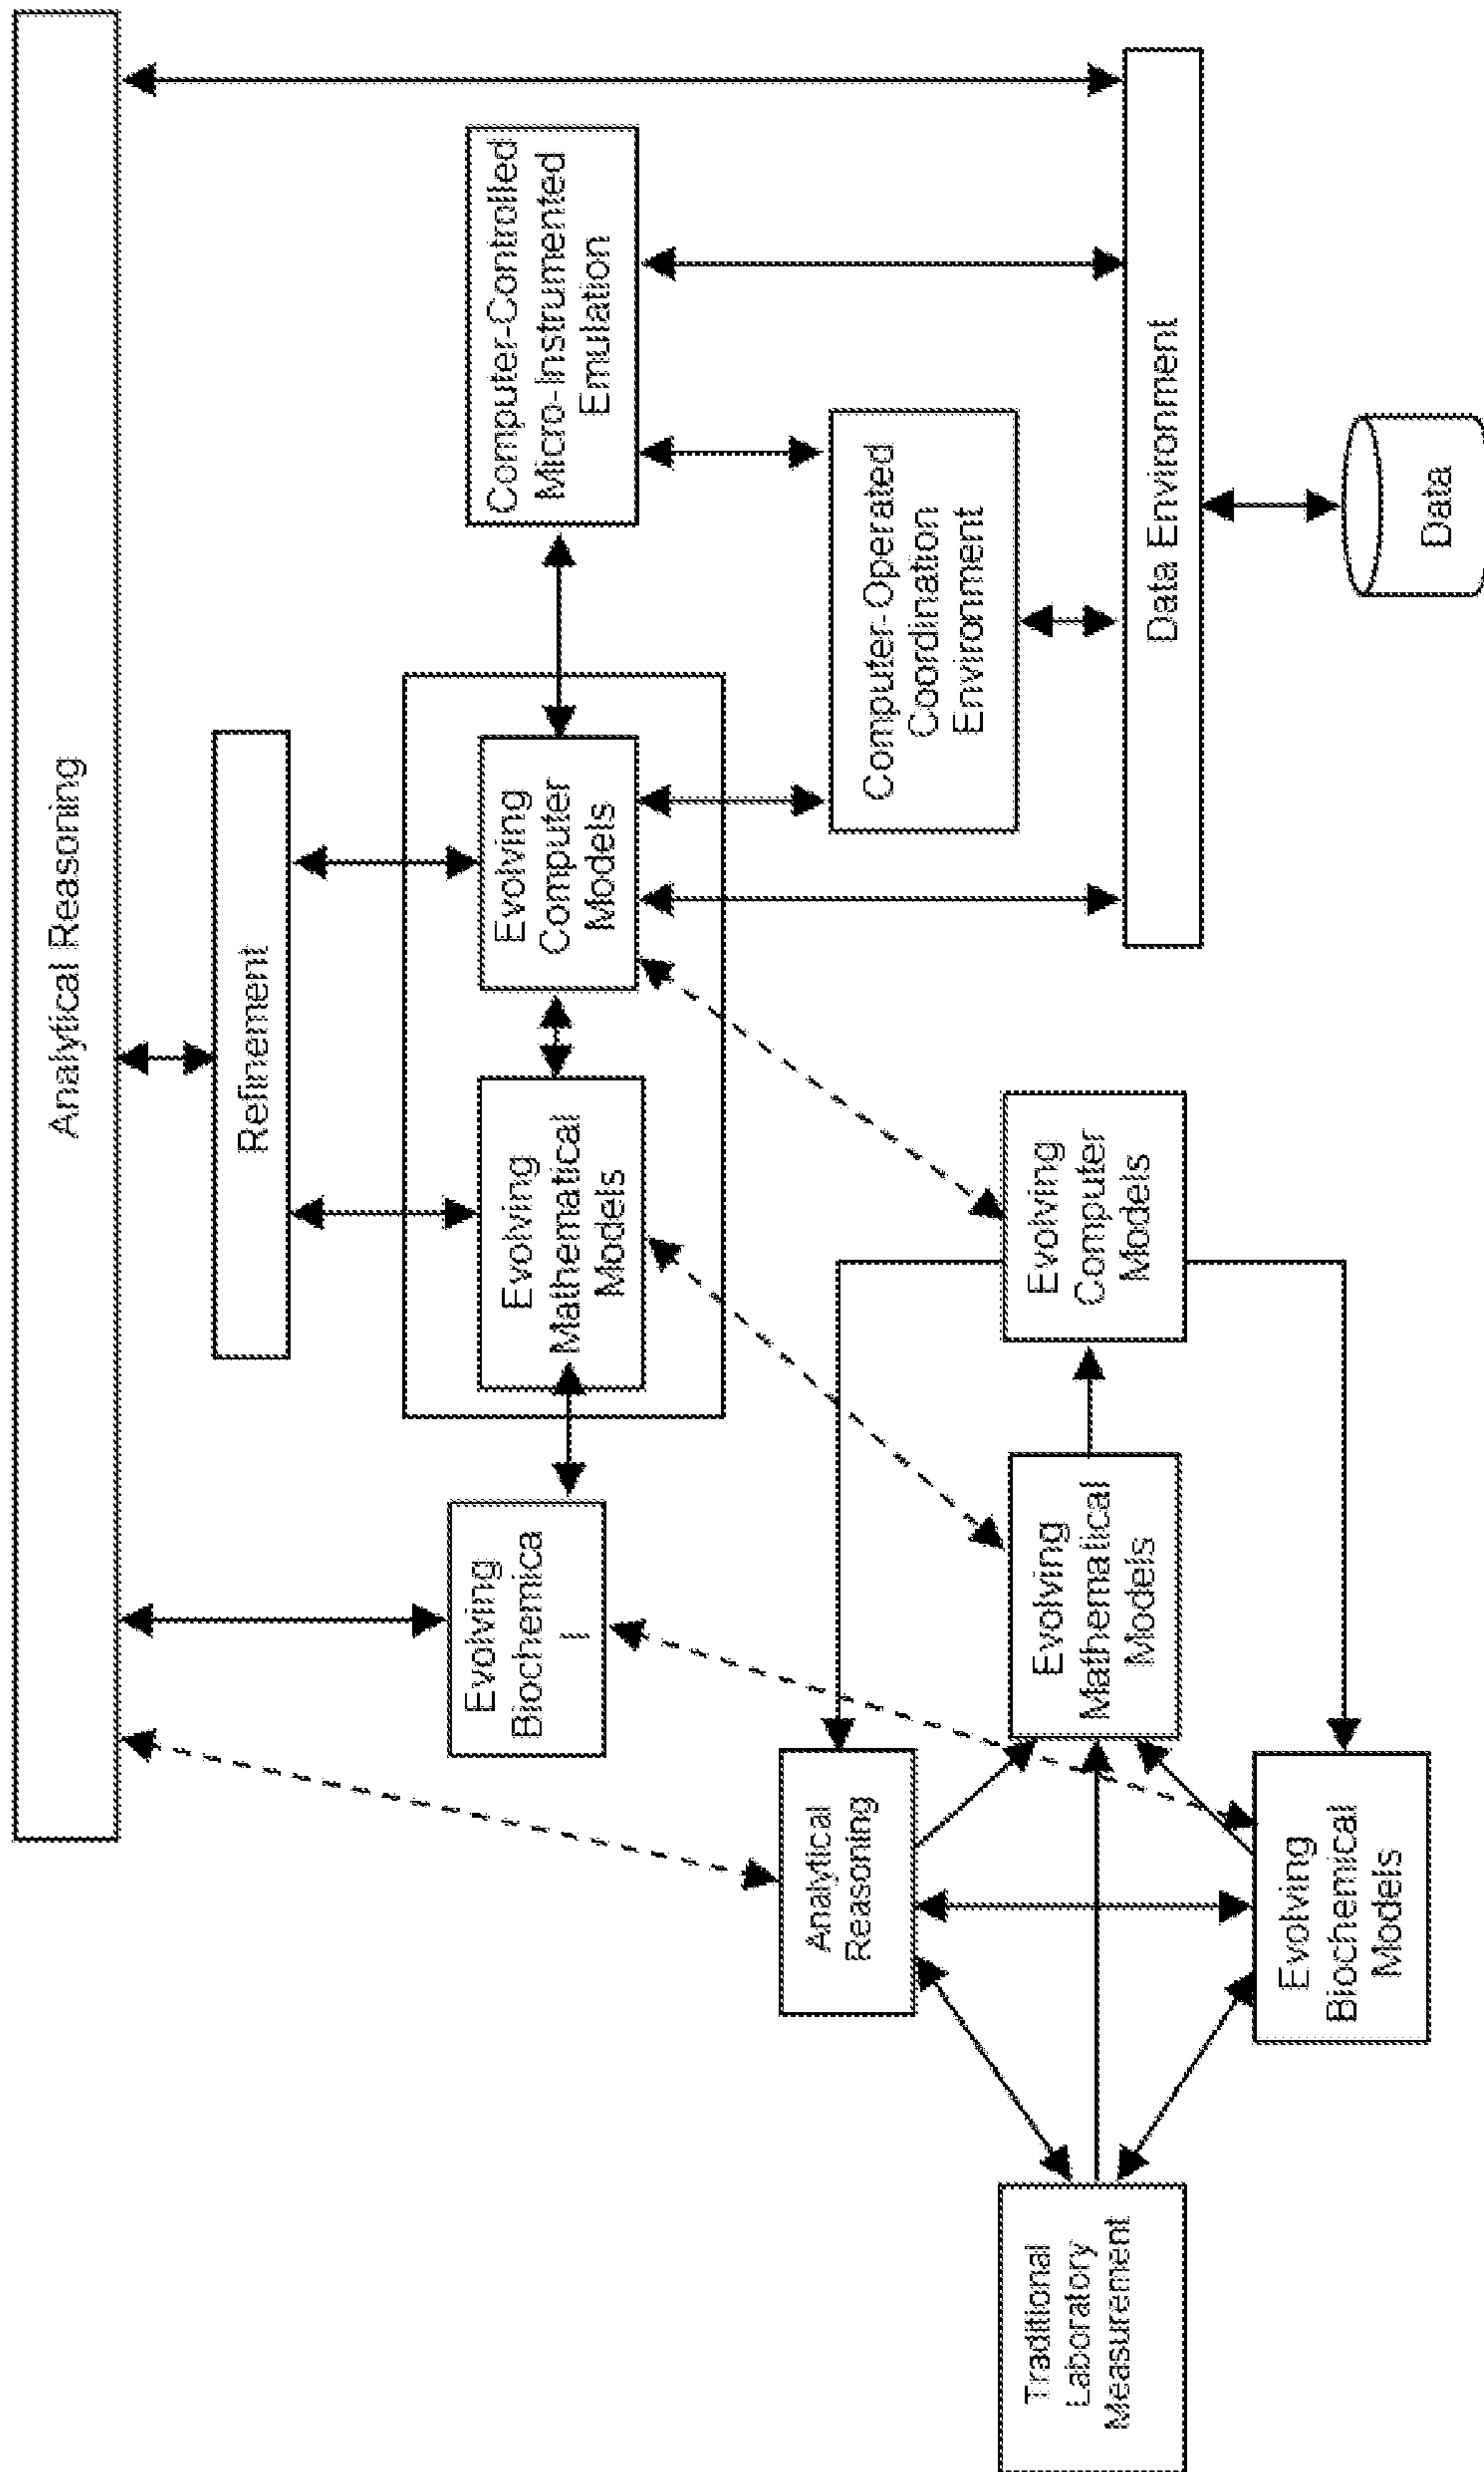 Analytical Reasoning
Refinement
Evolving
Biochemica
l
Evolving
Mathematical
Models
Evolving
Computer
Models
Computer-Controlled
Micro-Instrumented
Emulation
Computer-Operated
Coordination
Environment
Data Environment
Data
Traditional
Laboratory
Measurement
Analytical
Reasoning
Evolving
Biochemical
Models
Evolving
Mathematical
Models
Evolving
Computer
Models